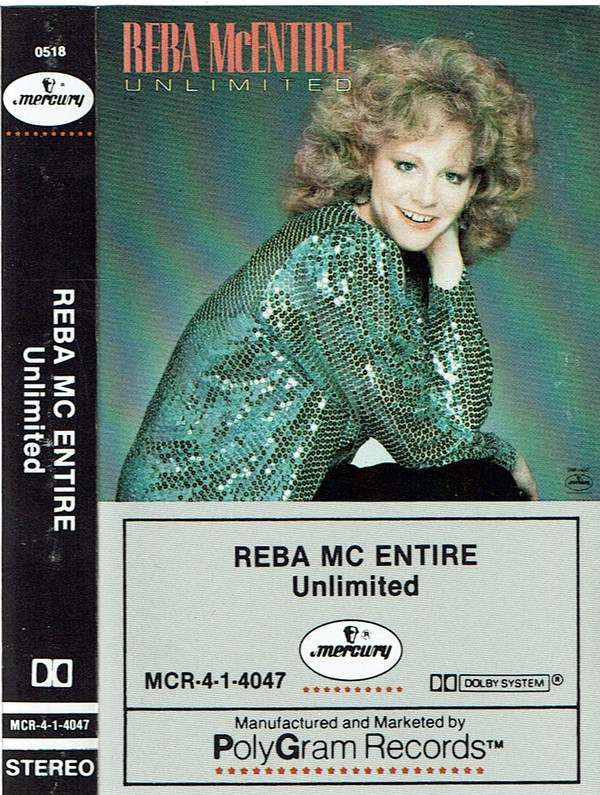 0518
mercury
REBA MC ENTIRE
Unlimited
MCR-4-1-4047
STEREO
REBA McENTIRE
UNLIMITED
REBA MC ENTIRE
Unlimited
mercury®
MCR-4-1-4047
DOLBY SYSTEM®
Manufactured and Marketed by
PolyGram Records™